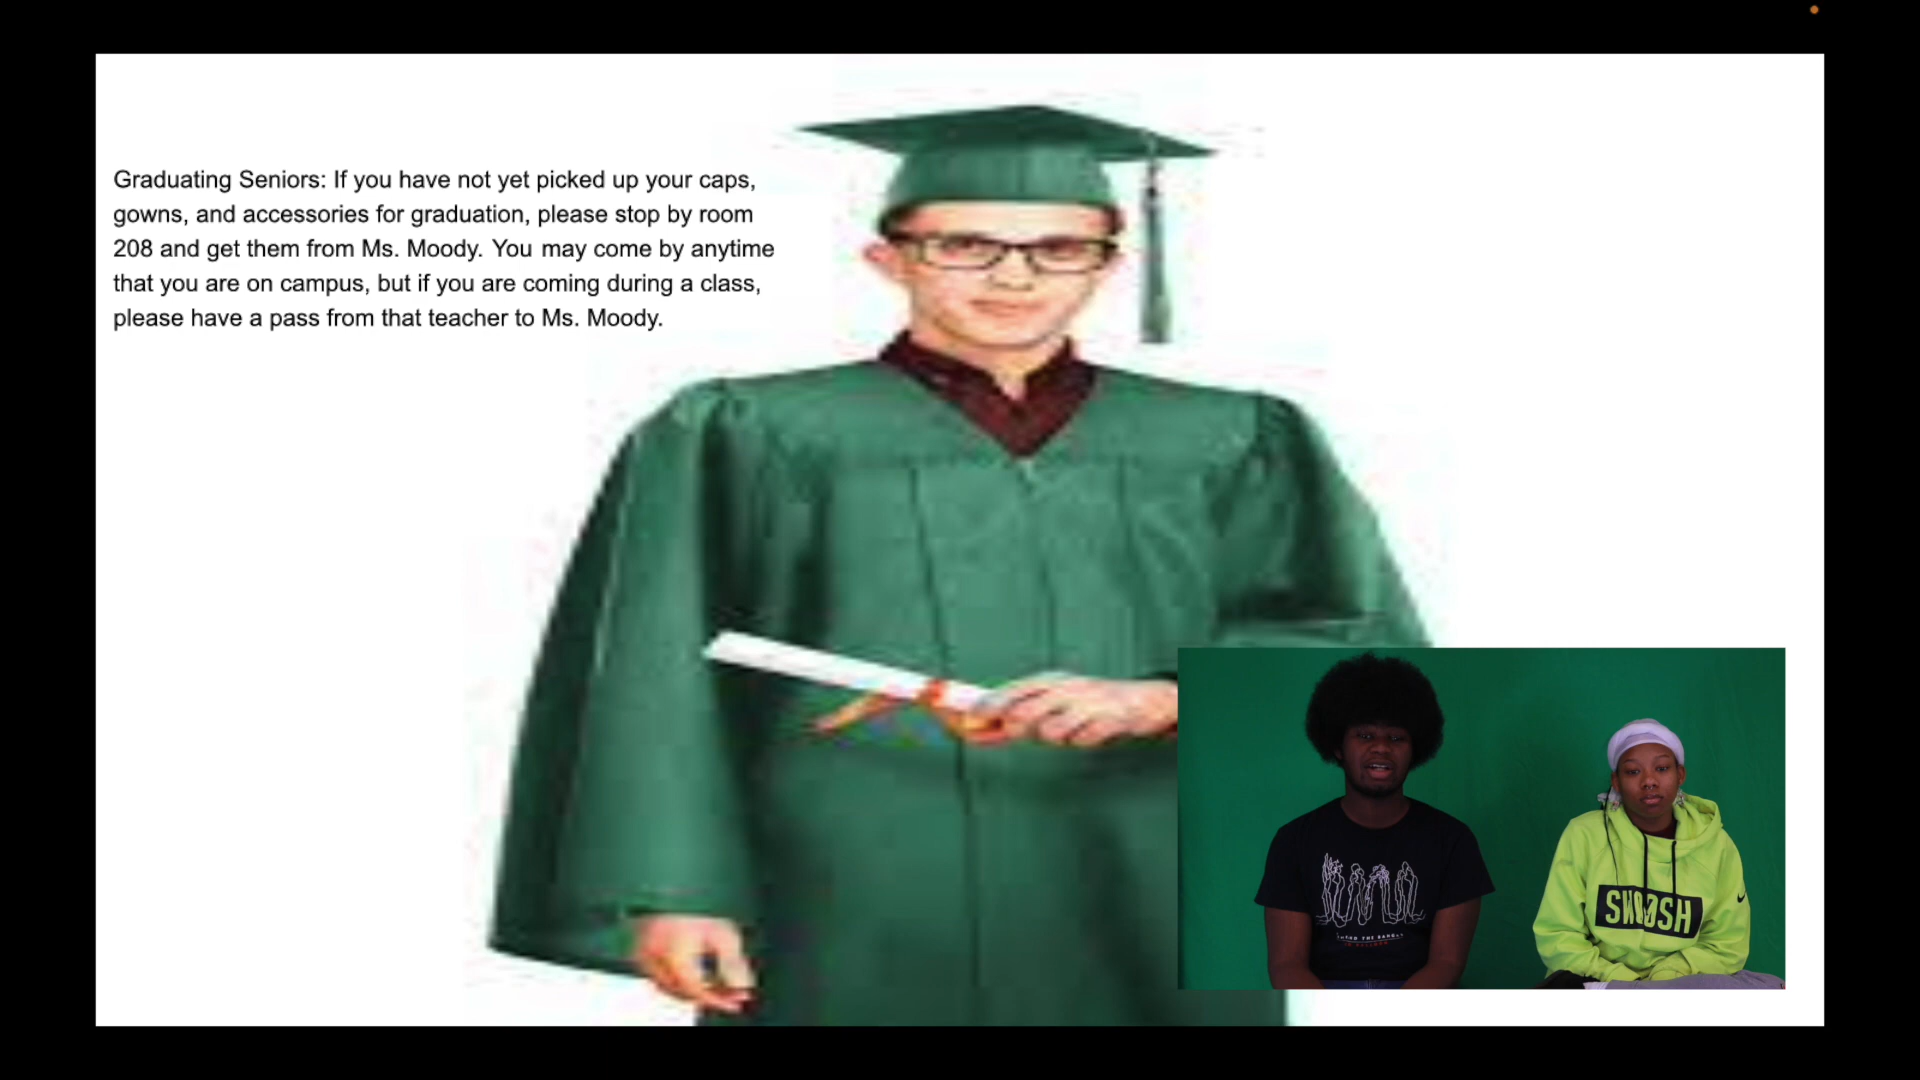 Graduating Seniors: If you have not yet picked up your caps,
gowns, and accessories for graduation, please stop by room
208 and get them from Ms. Moody. You may come by anytime
that you are on campus, but if you are coming during a class,
please have a pass from that teacher to Ms. Moody.
SWOOSH